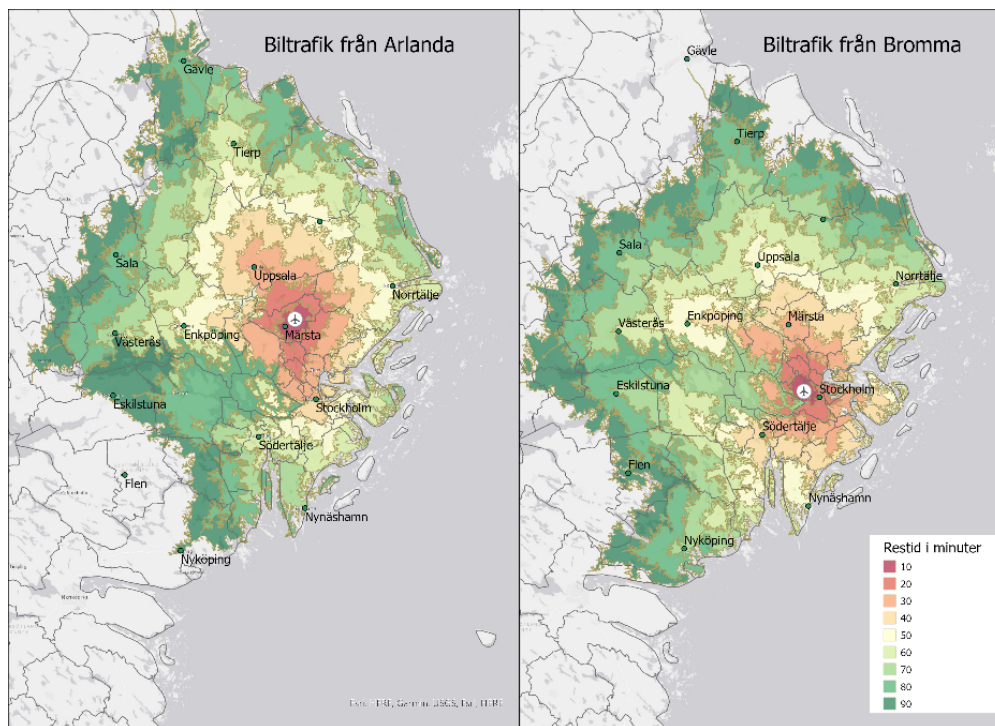 Biltrafik från Arlanda
Gävle
Tierp
Sala
Uppsala
Norrtälje
Märsta
Enkpöping
Västerås
Eskilstuna
Stockholm
Södertälje
Flen
Nynäshamn
Nyköping
Biltrafik från Bromma
Gävle
Tierp
Sala
Uppsala
Norrtälje
Märsta
Enkpöping
Västerås
Eskilstuna
Stockholm
Södertälje
Flen
Nynäshamn
Nyköping
Restid i minuter
10
20
30
40
50
60
70
80
90